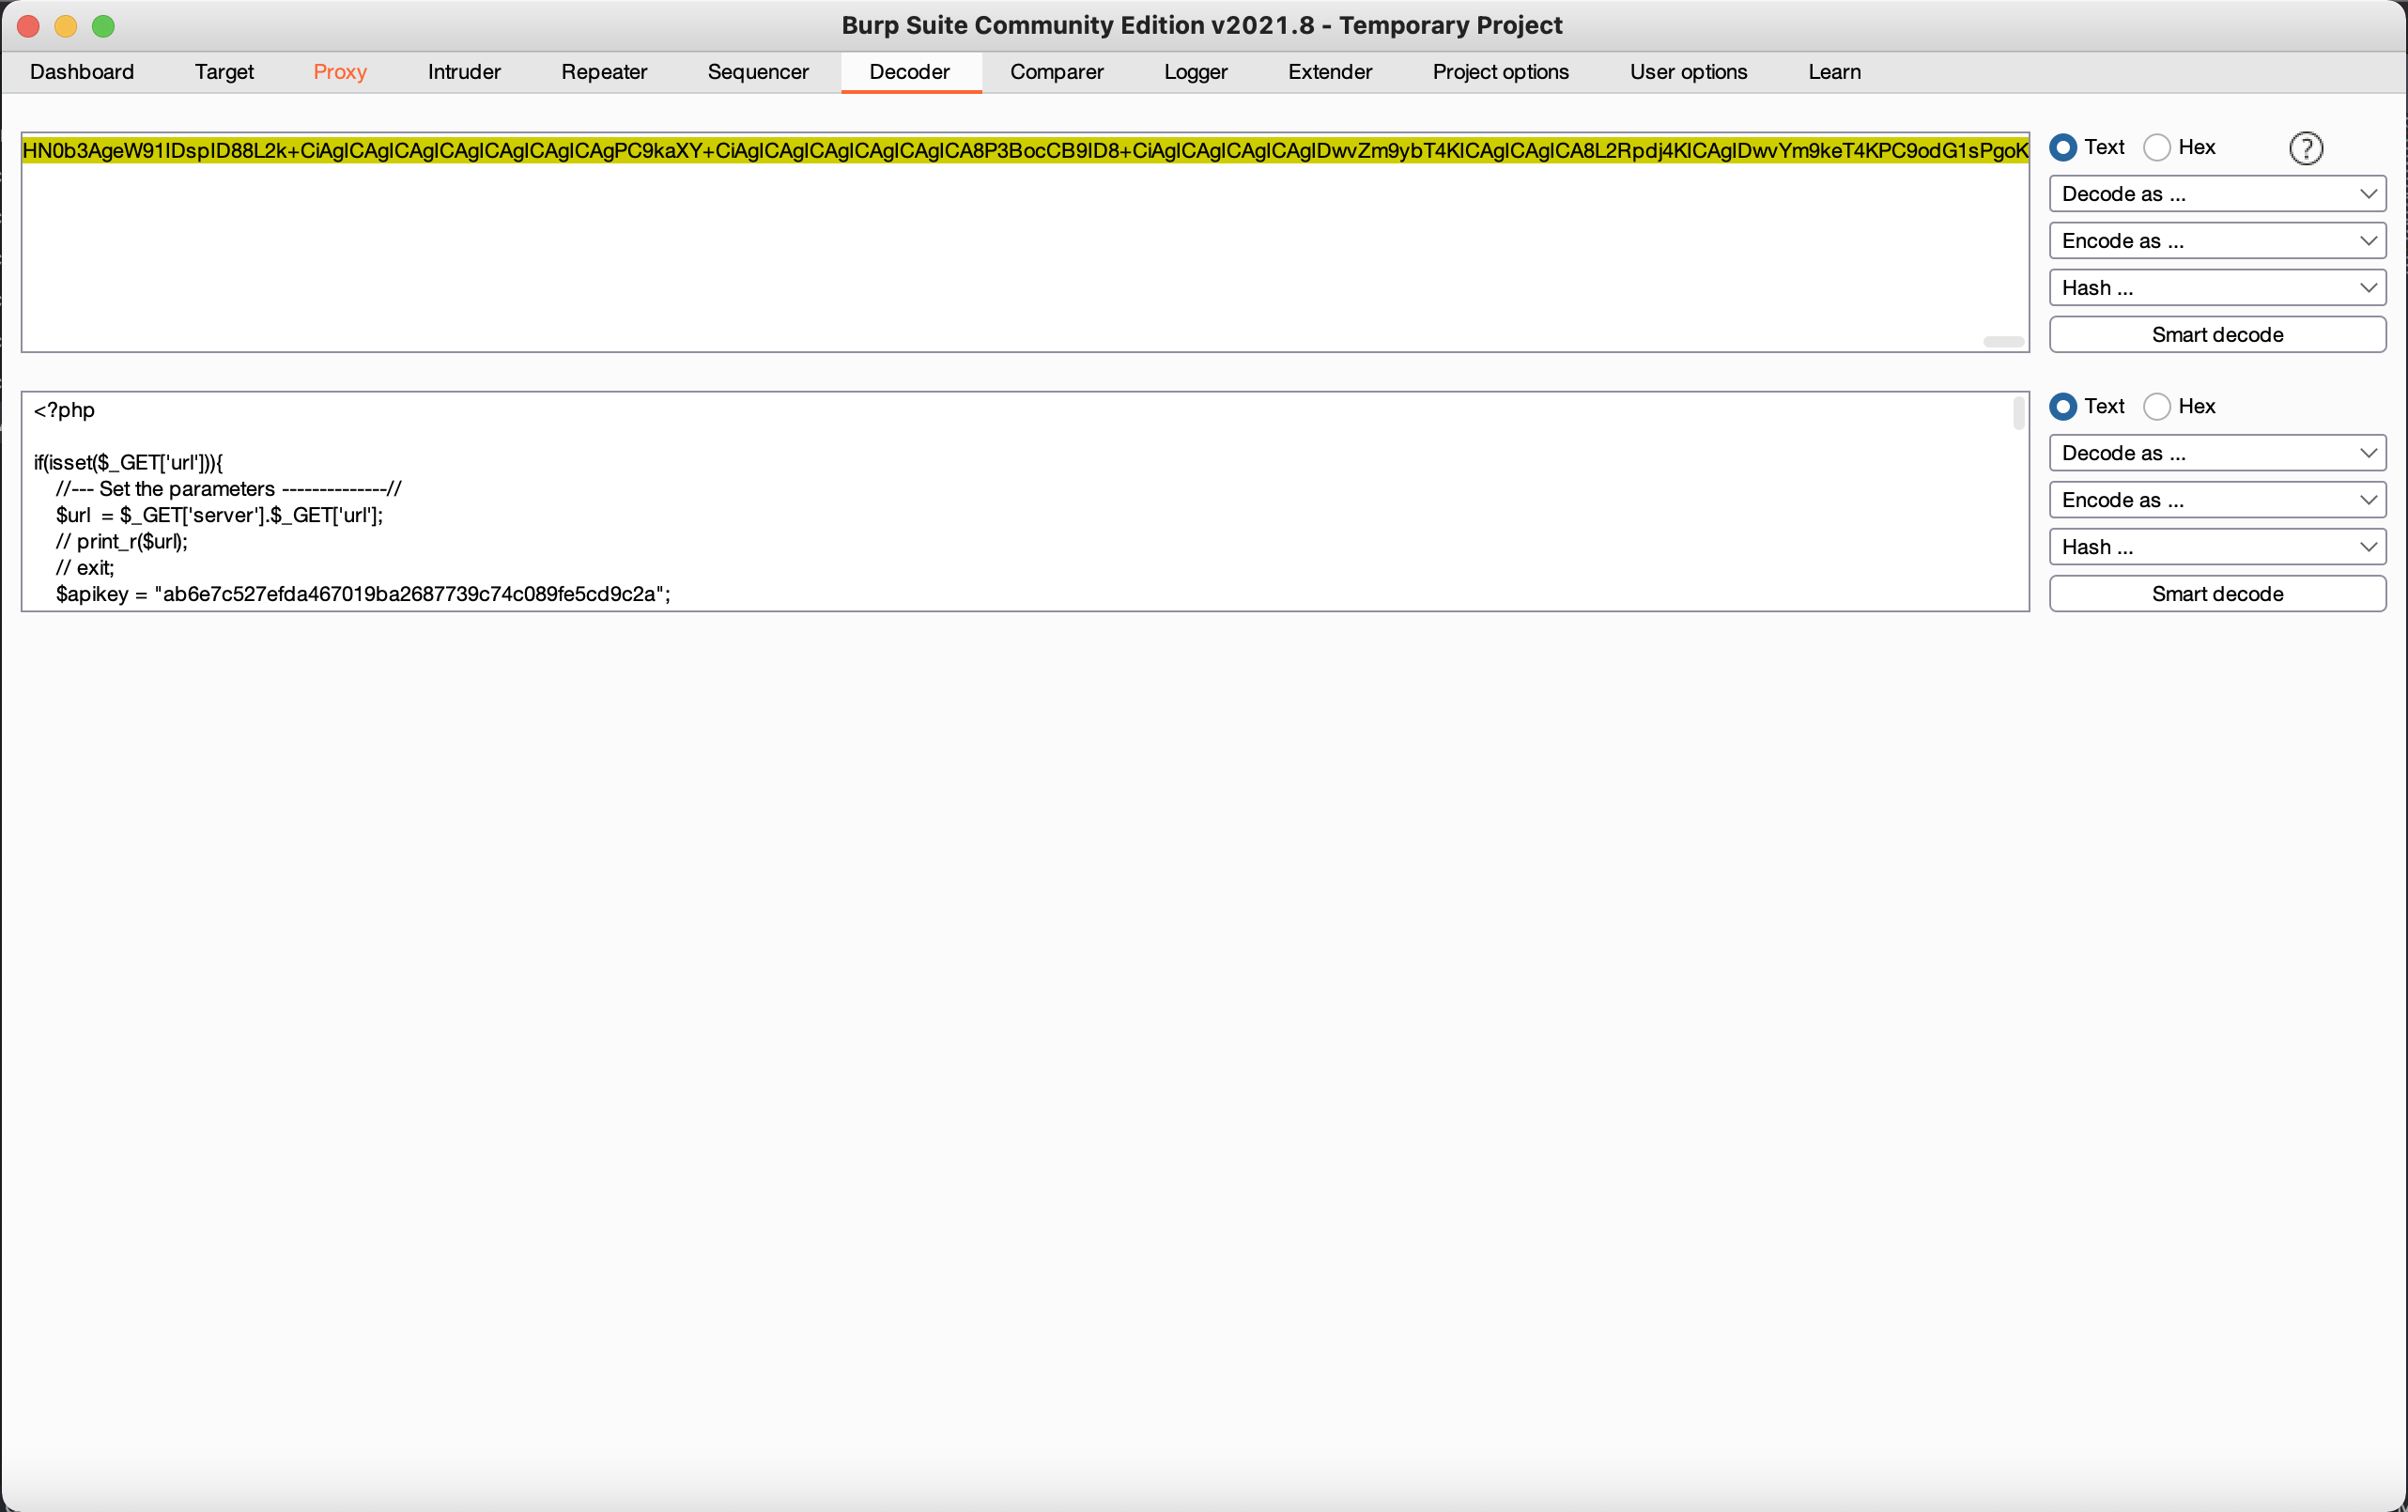 Burp Suite Community Edition v2021.8 - Temporary Project
Dashboard Target Proxy Intruder Repeater Sequencer Decoder Comparer Logger Extender Project options User options Learn
HN0b3AgeW91IDspID88L2k+CiAgICAgICAgICAgICAgICAgICAgPC9kaXY+CiAgICAgICAgICAgICAgICA8P3BocCB9ID8+CiAgICAgICAgICAgIDwvZm9ybT4KICAgICAgICA8L2Rpdj4KICAgIDwvYm9keT4KPC9odG1sPgoK
Text Hex ?
Decode as ...
Encode as ...
Hash ...
Smart decode
<?php
if(isset($_GET['url'])){
//--- Set the parameters --------------//
$url = $_GET['server'].$_GET['url'];
// print_r($url);
// exit;
$apikey = "ab6e7c527efda467019ba2687739c74c089fe5cd9c2a";
Text Hex
Decode as ...
Encode as ...
Hash ...
Smart decode